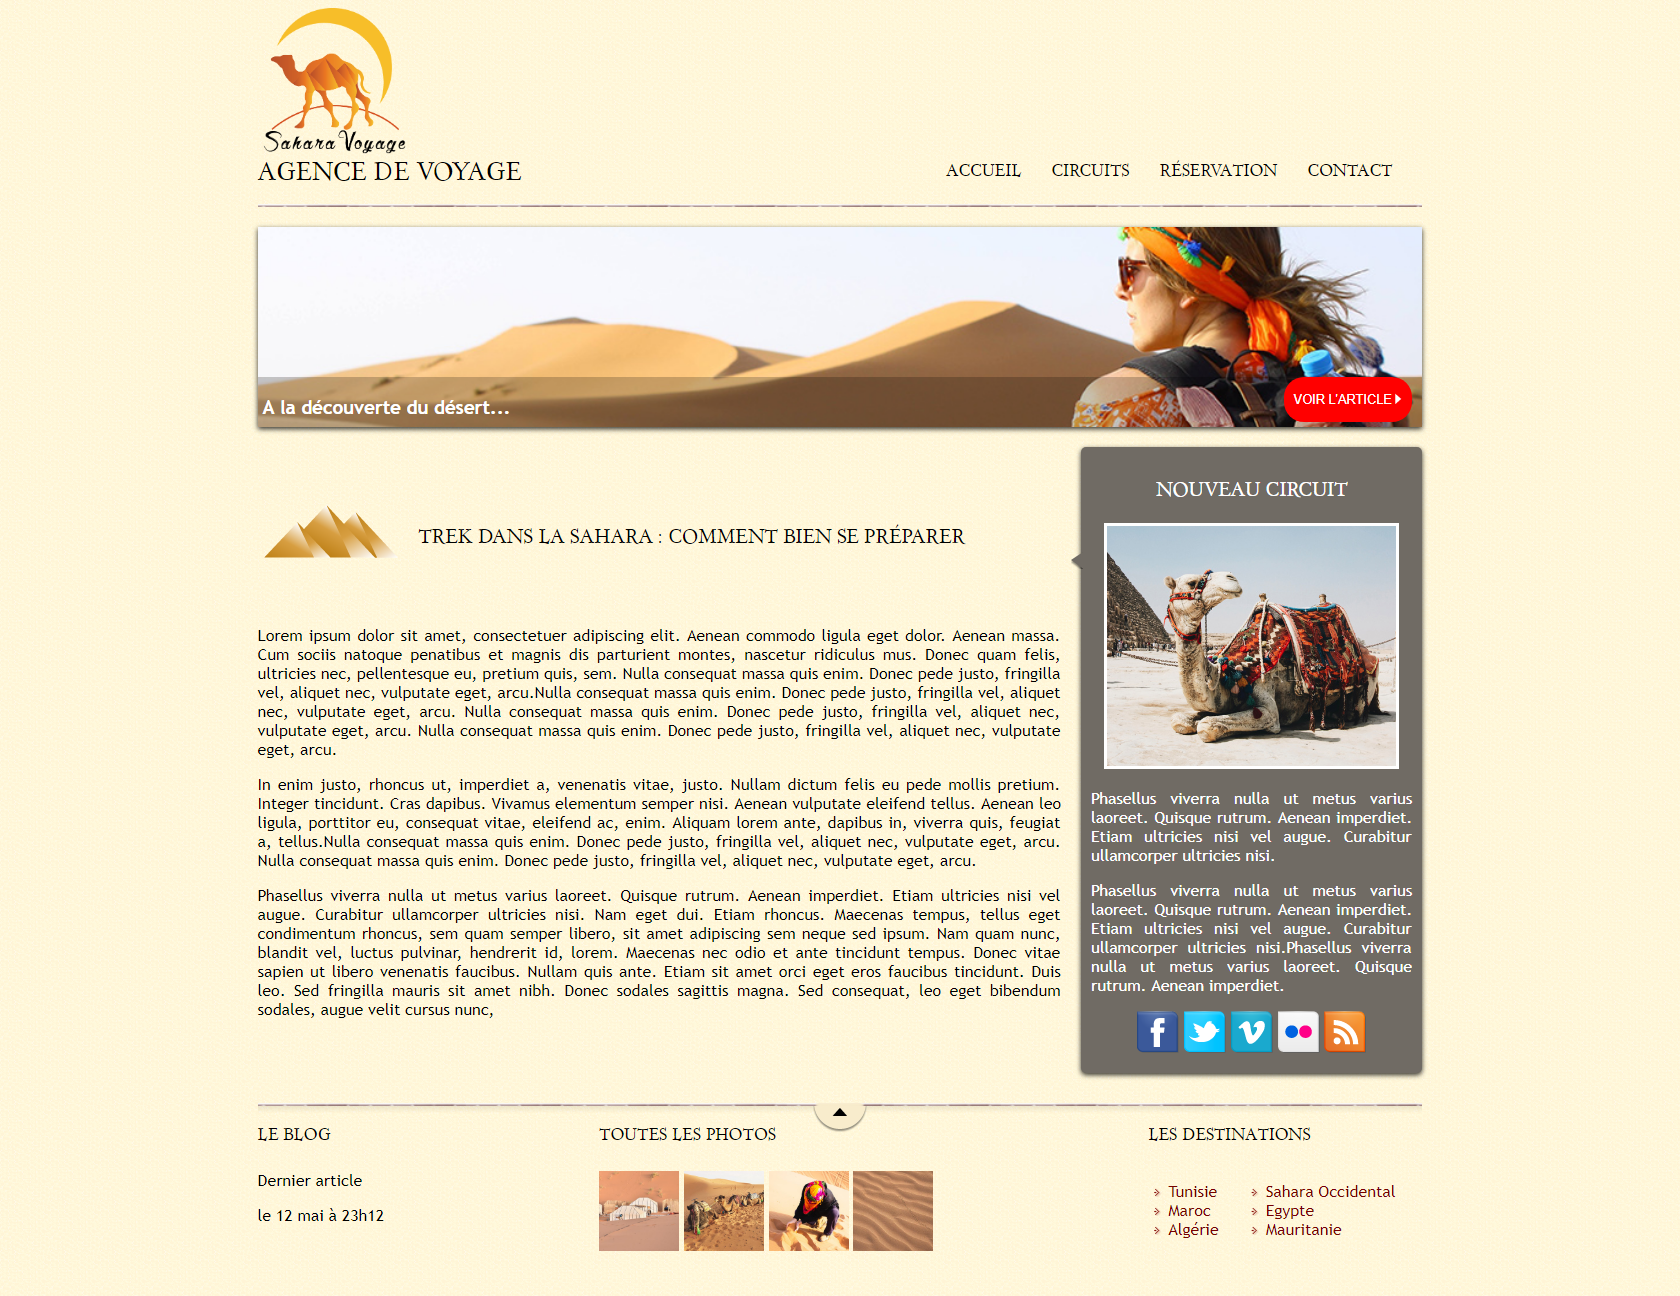 Sahara Voyage
AGENCE DE VOYAGE
ACCUEIL CIRCUITS RÉSERVATION CONTACT
A la découverte du désert...
VOIR L'ARTICLE
TREK DANS LA SAHARA : COMMENT BIEN SE PRÉPARER
Lorem ipsum dolor sit amet, consectetuer adipiscing elit. Aenean commodo ligula eget dolor. Aenean massa.
Cum sociis natoque penatibus et magnis dis parturient montes, nascetur ridiculus mus. Donec quam felis,
ultricies nec, pellentesque eu, pretium quis, sem. Nulla consequat massa quis enim. Donec pede justo, fringilla
vel, aliquet nec, vulputate eget, arcu.Nulla consequat massa quis enim. Donec pede justo, fringilla vel, aliquet
nec, vulputate eget, arcu. Nulla consequat massa quis enim. Donec pede justo, fringilla vel, aliquet nec,
vulputate eget, arcu. Nulla consequat massa quis enim. Donec pede justo, fringilla vel, aliquet nec, vulputate
eget, arcu.
In enim justo, rhoncus ut, imperdiet a, venenatis vitae, justo. Nullam dictum felis eu pede mollis pretium.
Integer tincidunt. Cras dapibus. Vivamus elementum semper nisi. Aenean vulputate eleifend tellus. Aenean leo
ligula, porttitor eu, consequat vitae, eleifend ac, enim. Aliquam lorem ante, dapibus in, viverra quis, feugiat
a, tellus.Nulla consequat massa quis enim. Donec pede justo, fringilla vel, aliquet nec, vulputate eget, arcu.
Nulla consequat massa quis enim. Donec pede justo, fringilla vel, aliquet nec, vulputate eget, arcu.
Phasellus viverra nulla ut metus varius laoreet. Quisque rutrum. Aenean imperdiet. Etiam ultricies nisi vel
augue. Curabitur ullamcorper ultricies nisi. Nam eget dui. Etiam rhoncus. Maecenas tempus, tellus eget
condimentum rhoncus, sem quam semper libero, sit amet adipiscing sem neque sed ipsum. Nam quam nunc,
blandit vel, luctus pulvinar, hendrerit id, lorem. Maecenas nec odio et ante tincidunt tempus. Donec vitae
sapien ut libero venenatis faucibus. Nullam quis ante. Etiam sit amet orci eget eros faucibus tincidunt. Duis
leo. Sed fringilla mauris sit amet nibh. Donec sodales sagittis magna. Sed consequat, leo eget bibendum
sodales, augue velit cursus nunc,
NOUVEAU CIRCUIT
Phasellus viverra nulla ut metus varius
laoreet. Quisque rutrum. Aenean imperdiet.
Etiam ultricies nisi vel augue. Curabitur
ullamcorper ultricies nisi.
Phasellus viverra nulla ut metus varius
laoreet. Quisque rutrum. Aenean imperdiet.
Etiam ultricies nisi vel augue. Curabitur
ullamcorper ultricies nisi.Phasellus viverra
nulla ut metus varius laoreet. Quisque
rutrum. Aenean imperdiet.
LE BLOG
Dernier article
le 12 mai à 23h12
TOUTES LES PHOTOS
LES DESTINATIONS
Tunisie
Maroc
Algérie
Sahara Occidental
Egypte
Mauritanie